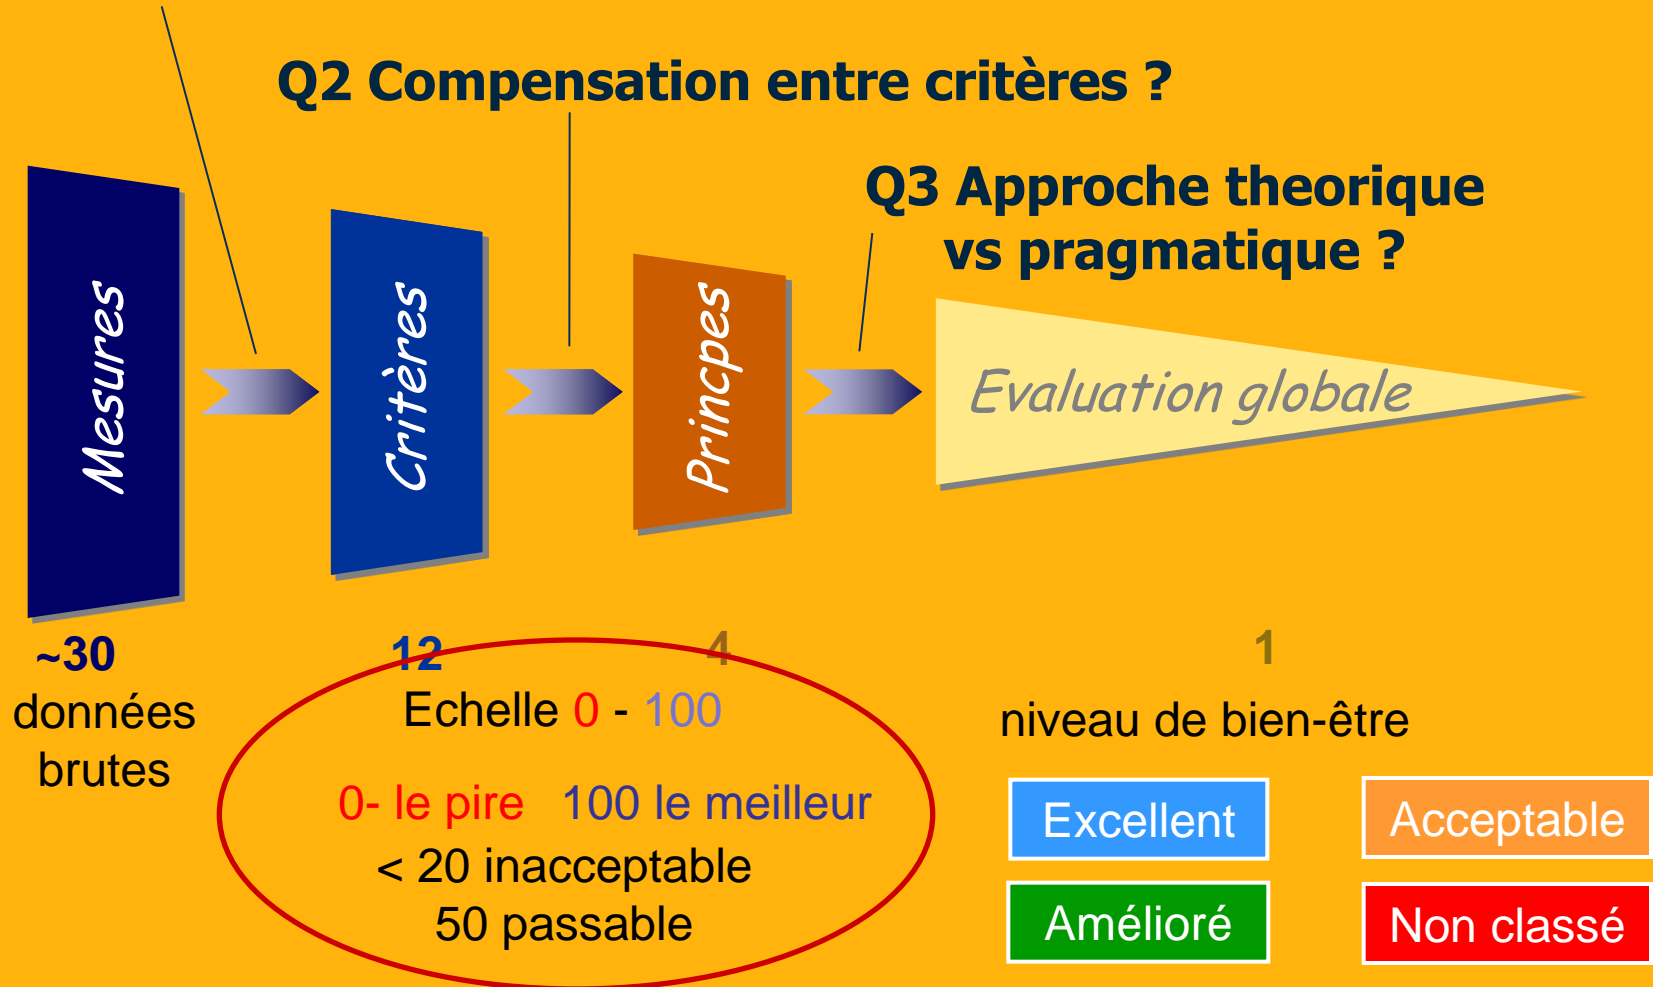 Q2 Compensation entre critères ?
Q3 Approche theorique
vs pragmatique ?
Mesures
Critères
Princpes
Evaluation globale
~30
12
4
1
données
brutes
Echelle 0 - 100
0- le pire 100 le meilleur
< 20 inacceptable
50 passable
niveau de bien-être
Excellent
Acceptable
Amélioré
Non classé